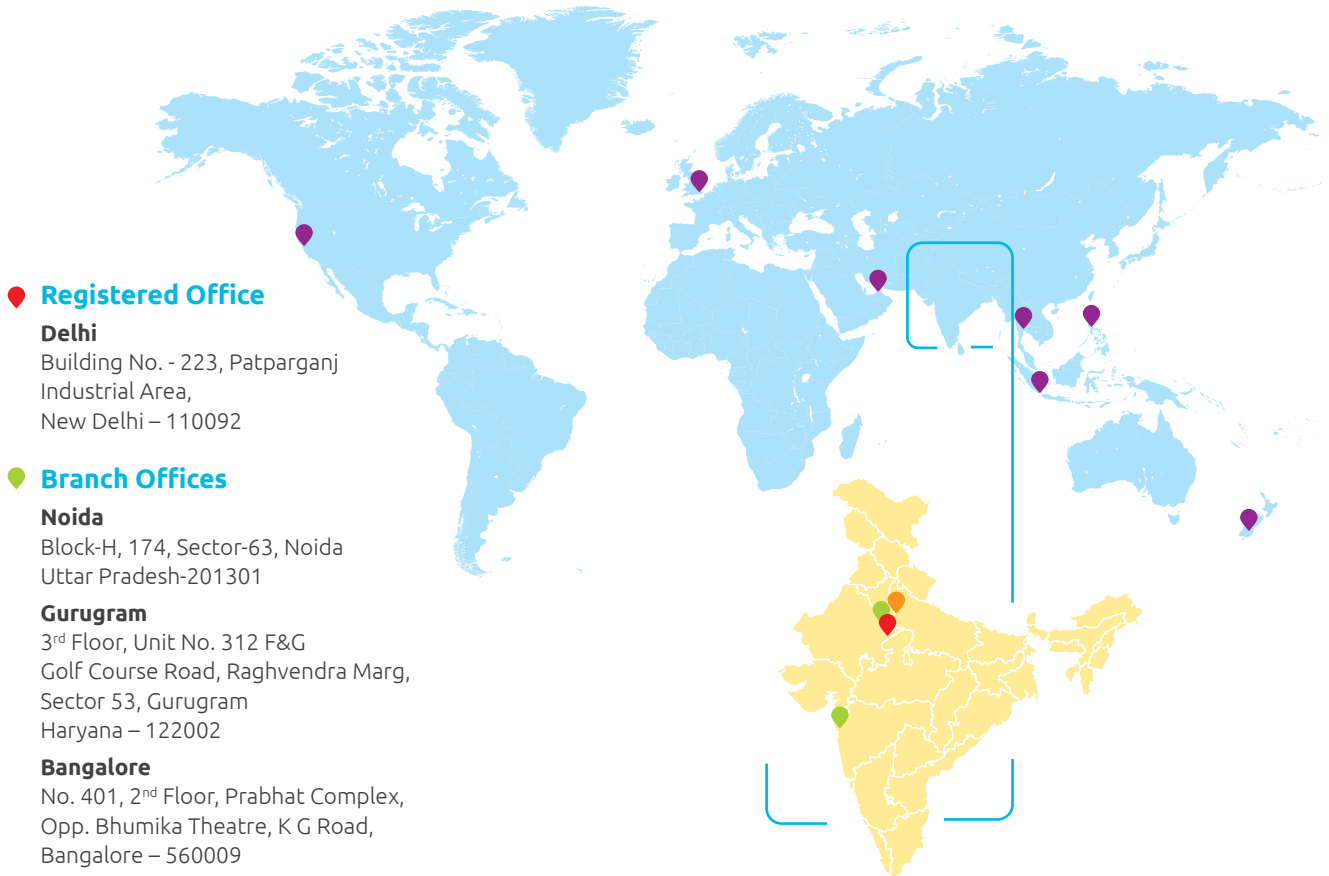 Registered Office
Delhi
Building No. - 223, Patparganj
Industrial Area,
New Delhi – 110092
Branch Offices
Noida
Block-H, 174, Sector-63, Noida
Uttar Pradesh-201301
Gurugram
3rd Floor, Unit No. 312 F&G
Golf Course Road, Raghvendra Marg,
Sector 53, Gurugram
Haryana – 122002
Bangalore
No. 401, 2nd Floor, Prabhat Complex,
Opp. Bhumika Theatre, K G Road,
Bangalore – 560009